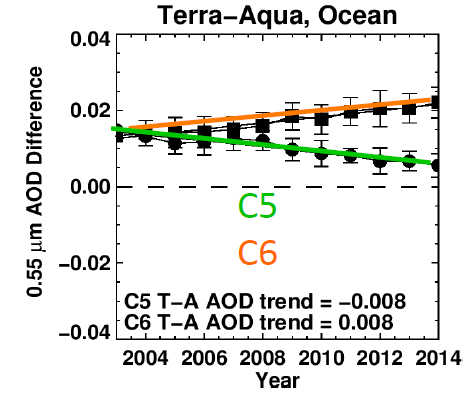 Terra−Aqua, Ocean
0.04
0.02
0.00
−0.02
−0.04
0.55 μm AOD Difference
C5
C6
C5 T−A AOD trend = −0.008
C6 T−A AOD trend = 0.008
2004 2006 2008 2010 2012 2014
Year